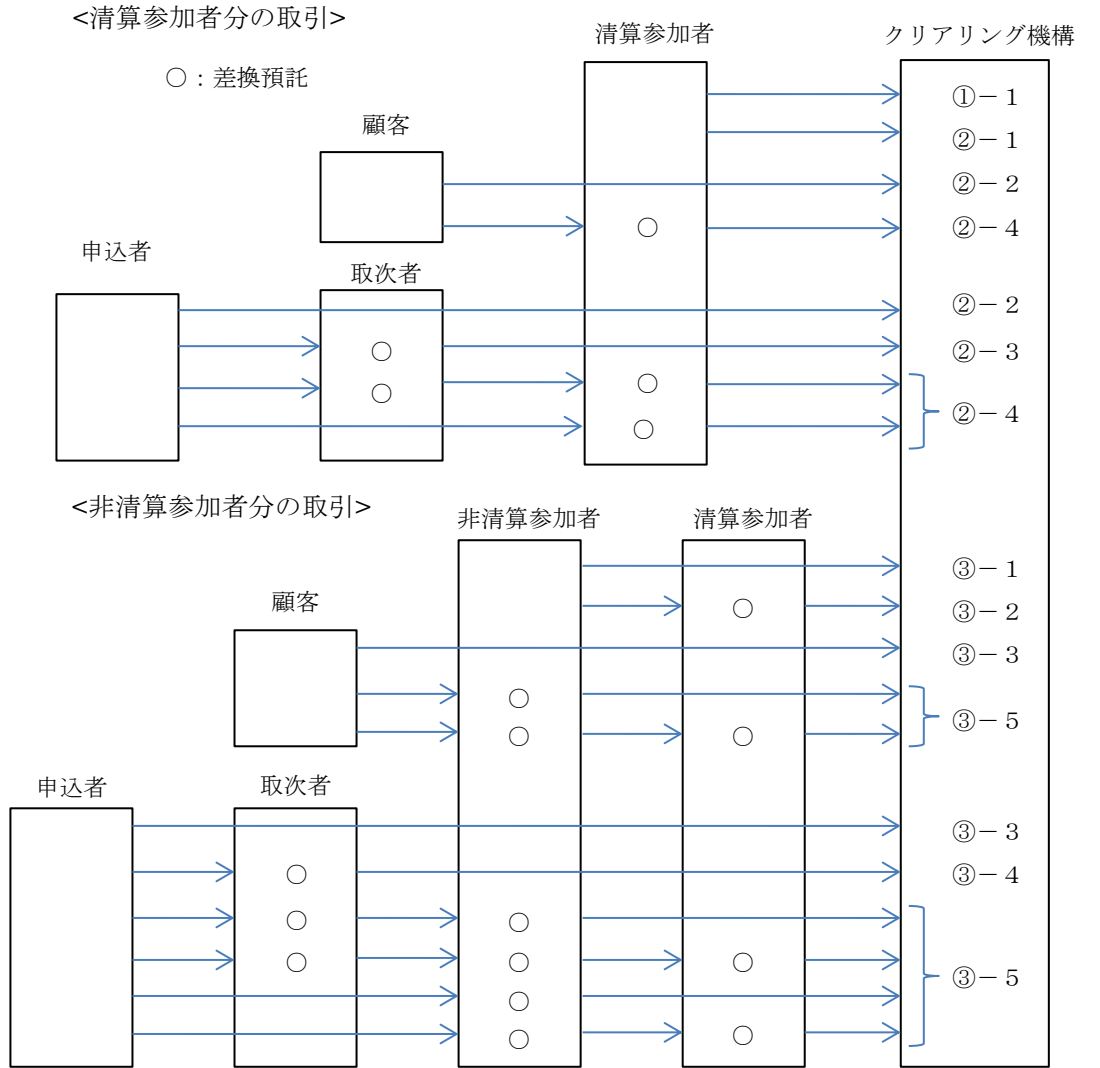 <清算参加者分の取引>
清算参加者
クリアリング機構
○：差換預託
①－１
顧客
②－１
②－２
○
②－４
申込者
取次者
②－２
○
②－３
○
○
②－４
○
<非清算参加者分の取引>
非清算参加者
清算参加者
③－１
顧客
○
③－２
③－３
○
③－５
○
○
申込者
取次者
③－３
○
③－４
○
○
○
○
○
③－５
○
○
○